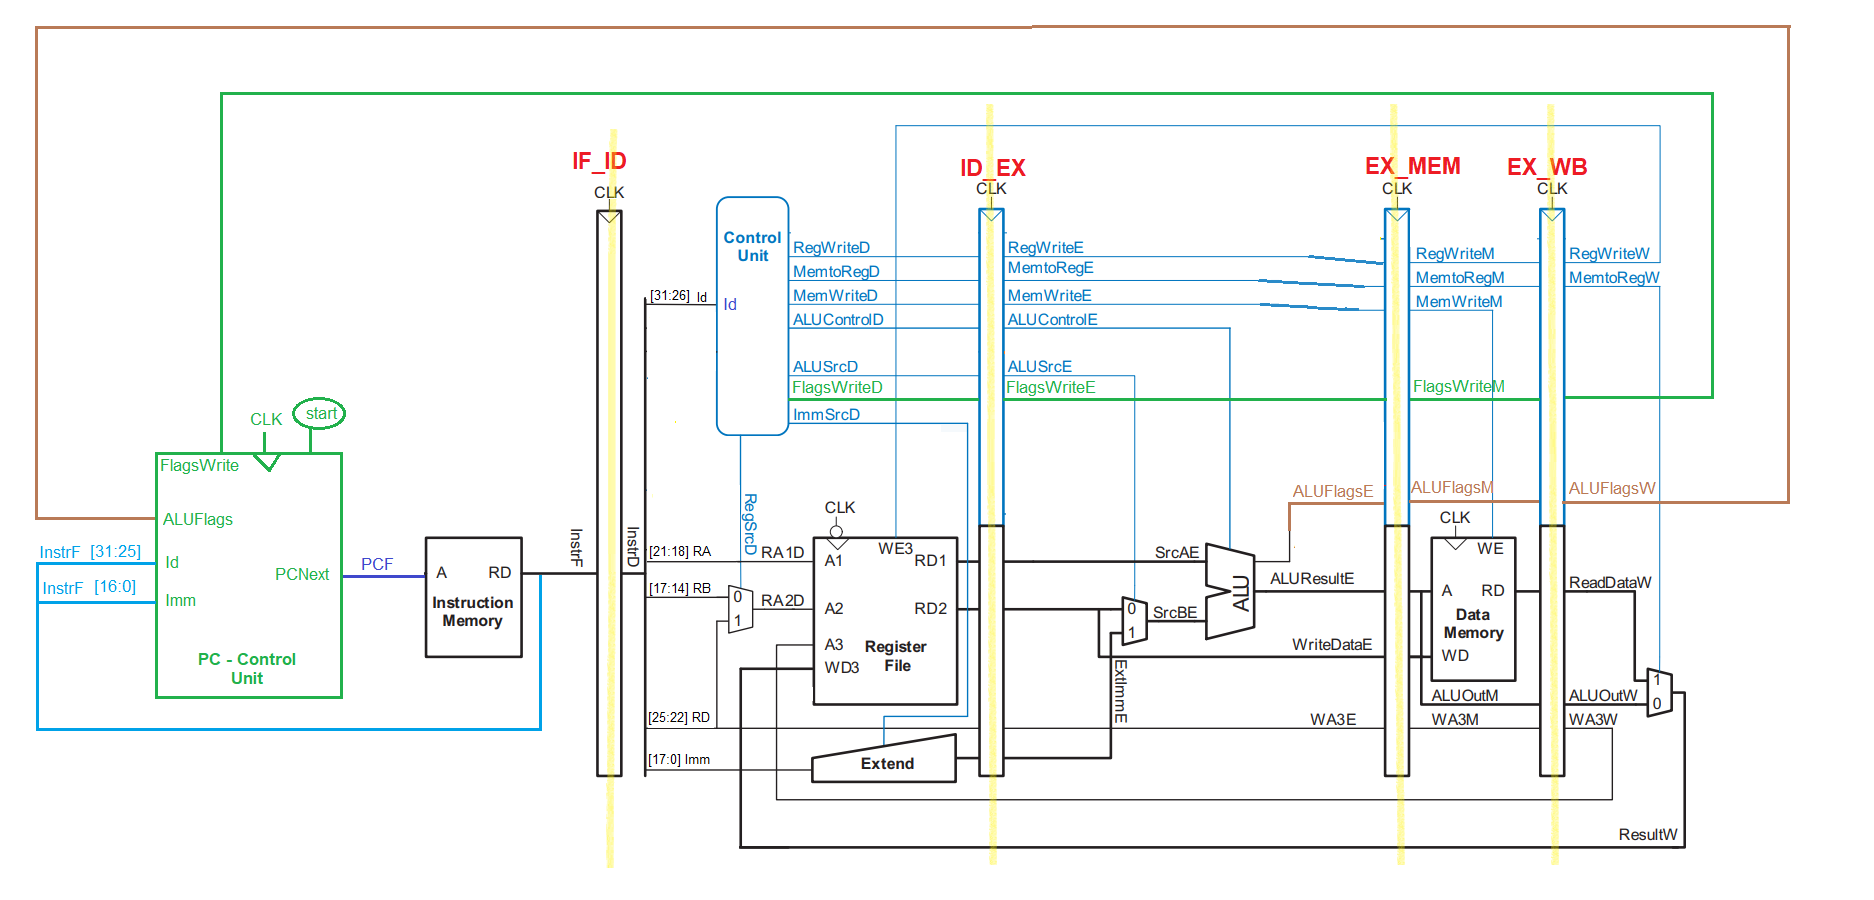 IF_ID
CLK
ID_EX
CLK
EX_MEM
CLK
EX_WB
CLK
Control
Unit
Id
[31:26] Id
RegWriteD
MemtoRegD
MemWriteD
ALUControlD
ALUSrcD
FlagsWriteD
ImmSrcD
RegWriteE
MemtoRegE
MemWriteE
ALUControlE
ALUSrcE
FlagsWriteE
RegWriteM
MemtoRegM
MemWriteM
FlagsWriteM
RegWriteW
MemtoRegW
CLK
start
FlagsWrite
ALUFlags
Id
Imm
PCNext
PC - Control
Unit
InstrF [31:25]
InstrF [16:0]
PCF
A
RD
Instruction
Memory
InstrF
InstrD
RegSrcD
[21:18] RA
[17:14] RB
[25:22] RD
[17:0] Imm
RA1D
RA2D
0
1
CLK
WE3
A1
A2
A3
WD3
RD1
RD2
Register
File
Extend
ExtImmE
0
1
SrcAE
SrcBE
ALU
ALUFlagsE
ALUResultE
WriteDataE
WA3E
ALUFlagsM
CLK
WE
A
RD
Data
Memory
WD
ALUOutM
WA3M
ALUFlagsW
ReadDataW
ALUOutW
WA3W
1
0
ResultW